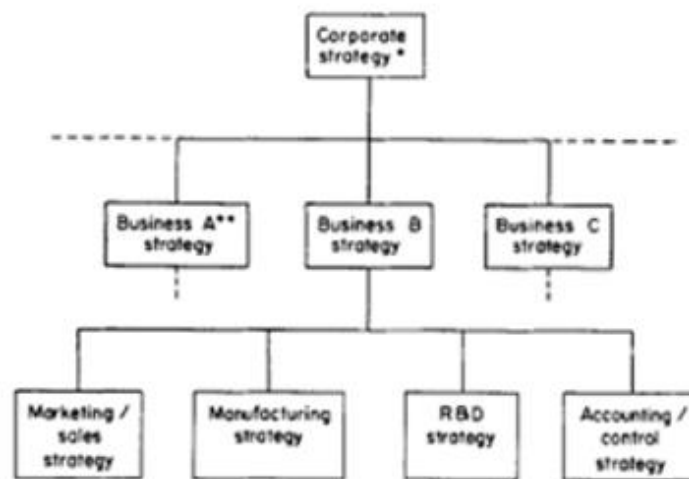 Corporate
strategy *
Business A**
strategy
Business B
strategy
Business C
strategy
Marketing /
sales
strategy
Manufacturing
strategy
R&D
strategy
Accounting /
control
strategy